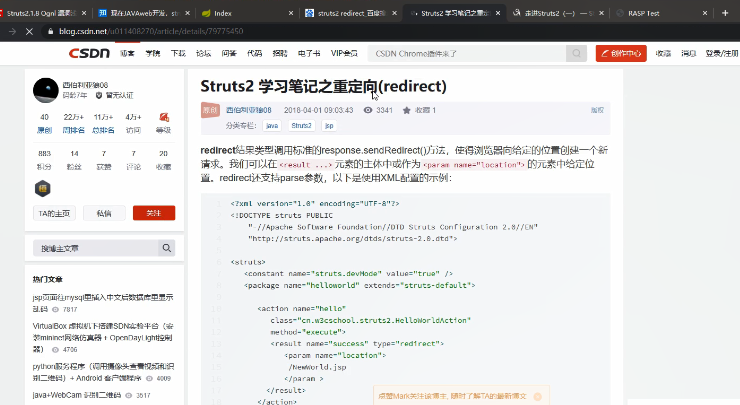 Struts2.1.8 Ognl
现在JAVAweb开发, st
Index
struts2 redirect_百度
Struts2 学习笔记之重定
走进Struts2 (一) — S
RASP Test
blog.csdn.net/u011408270/article/details/79775450
CSDN 博客 学院 下载 论坛 问答 代码 招聘 电子书 VIP会员 CSDN Chrome插件来了 创作中心 收藏 消息 登录/注册
西伯利亚狼08
码龄7年 暂无认证
40 22万+ 11万+ 4万+
原创 周排名 总排名 访问 等级
883 14 7 7 20
积分 粉丝 获赞 评论 收藏
TA的主页 私信 关注
搜博主文章
热门文章
jsp页面往mysql里插入中文后数据库里显示
乱码 7817
VirtualBox 虚拟机下搭建SDN实验平台（安
装mininet网络仿真器 + OpenDayLight控制
器） 4706
python服务程序（调用摄像头查看视频和识
别二维码）+ Android 客户端程序 4009
java+WebCam 识别二维码 3517
Struts2 学习笔记之重定向(redirect)
原创 西伯利亚狼08 2018-04-01 09:03:43 3341 收藏 1 版权
分类专栏： java Struts2 jsp
redirect结果类型调用标准的response.sendRedirect()方法，使得浏览器向给定的位置创建一个新
请求。我们可以在 <result ...> 元素的主体中或作为 <param name="location"> 的元素中给定位
置。redirect还支持parse参数，以下是使用XML配置的示例：
<?xml version="1.0" encoding="UTF-8"?>
<!DOCTYPE struts PUBLIC
"-//Apache Software Foundation//DTD Struts Configuration 2.0//EN"
"http://struts.apache.org/dtds/struts-2.0.dtd">
<struts>
<constant name="struts.devMode" value="true" />
<package name="helloworld" extends="struts-default">
<action name="hello"
class="cn.w3cschool.struts2.HelloWorldAction"
method="execute">
<result name="success" type="redirect">
<param name="location">
/NewWorld.jsp
</param >
</result>
</action>
点赞Mark关注该博主, 随时了解TA的最新博文